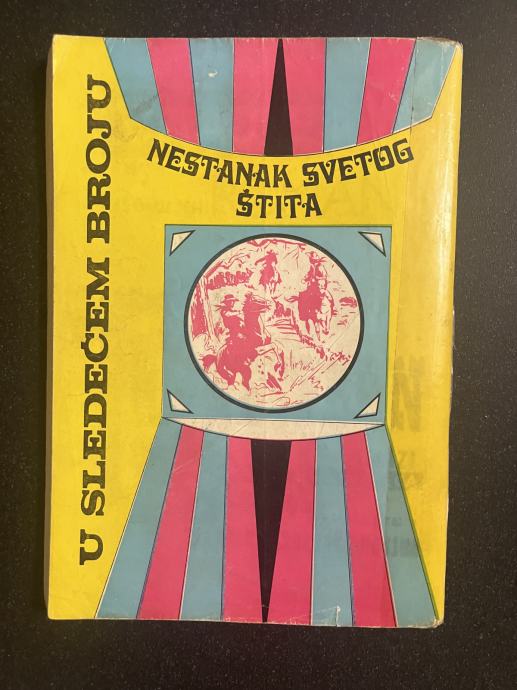 U SLEDEĆEM BROJU
NESTANAK SVETOG
ŠTITA